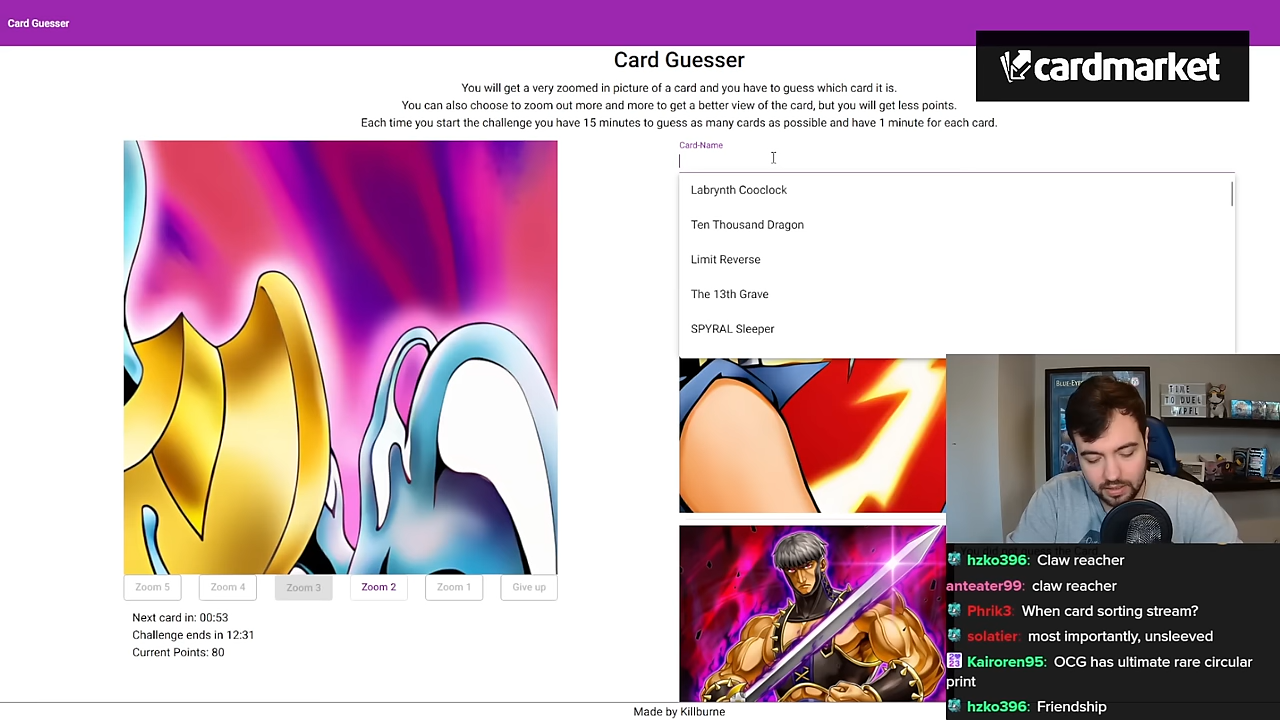 Card Guesser
cardmarket
Card Guesser
You will get a very zoomed in picture of a card and you have to guess which card it is.
You can also choose to zoom out more and more to get a better view of the card, but you will get less points.
Each time you start the challenge you have 15 minutes to guess as many cards as possible and have 1 minute for each card.
Card-Name
Labrynth Cooclock
Ten Thousand Dragon
Limit Reverse
The 13th Grave
SPYRAL Sleeper
BLUE-EYE
TIME
TO DUEL
Zoom 5
Zoom 4
Zoom 3
Zoom 2
Zoom 1
Give up
Next card in: 00:53
Challenge ends in 12:31
Current Points: 80
hzko396: Claw reacher
anteater99: claw reacher
Phrik3: When card sorting stream?
solatier: most importantly, unsleeved
Kairoren95: OCG has ultimate rare circular
print
hzko396: Friendship
Made by Killburne